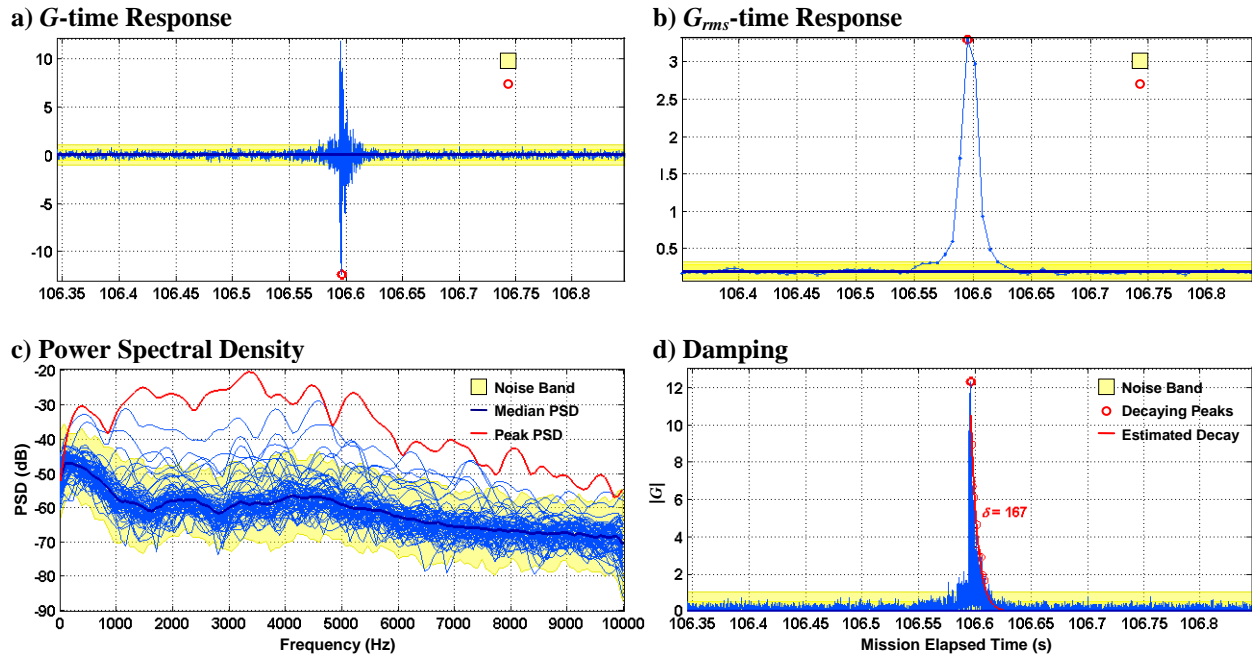 a) G-time Response
10
5
0
-5
-10
106.35 106.4 106.45 106.5 106.55 106.6 106.65 106.7 106.75 106.8
b) Grms-time Response
3
2.5
2
1.5
1
0.5
106.4 106.45 106.5 106.55 106.6 106.65 106.7 106.75 106.8
c) Power Spectral Density
-20
-30
-40
-50
-60
-70
-80
-90
PSD (dB)
Noise Band
Median PSD
Peak PSD
0 1000 2000 3000 4000 5000 6000 7000 8000 9000 10000
Frequency (Hz)
d) Damping
12
10
8
6
4
2
0
|G|
Noise Band
Decaying Peaks
Estimated Decay
δ = 167
106.35 106.4 106.45 106.5 106.55 106.6 106.65 106.7 106.75 106.8
Mission Elapsed Time (s)